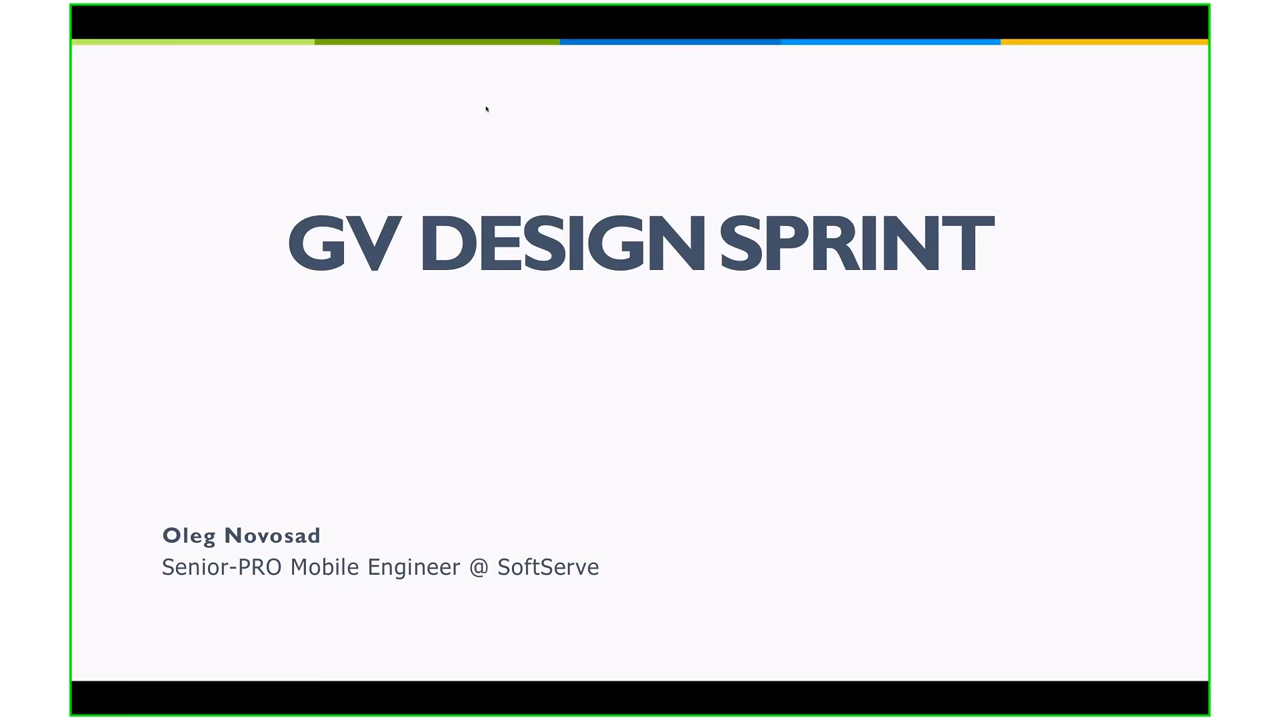 GV DESIGN SPRINT
Oleg Novosad
Senior-PRO Mobile Engineer @ SoftServe